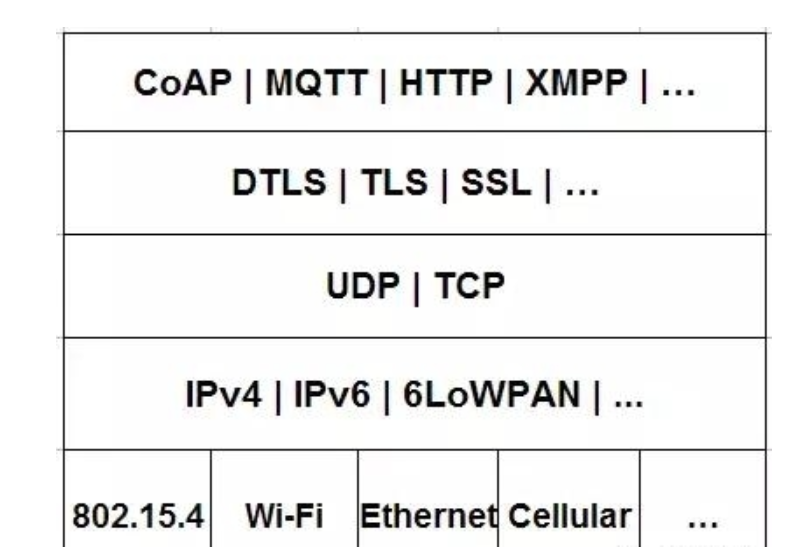 CoAP | MQTT | HTTP | XMPP | ...
DTLS | TLS | SSL | ...
UDP | TCP
IPv4 | IPv6 | 6LoWPAN | ...
802.15.4 Wi-Fi Ethernet Cellular ...